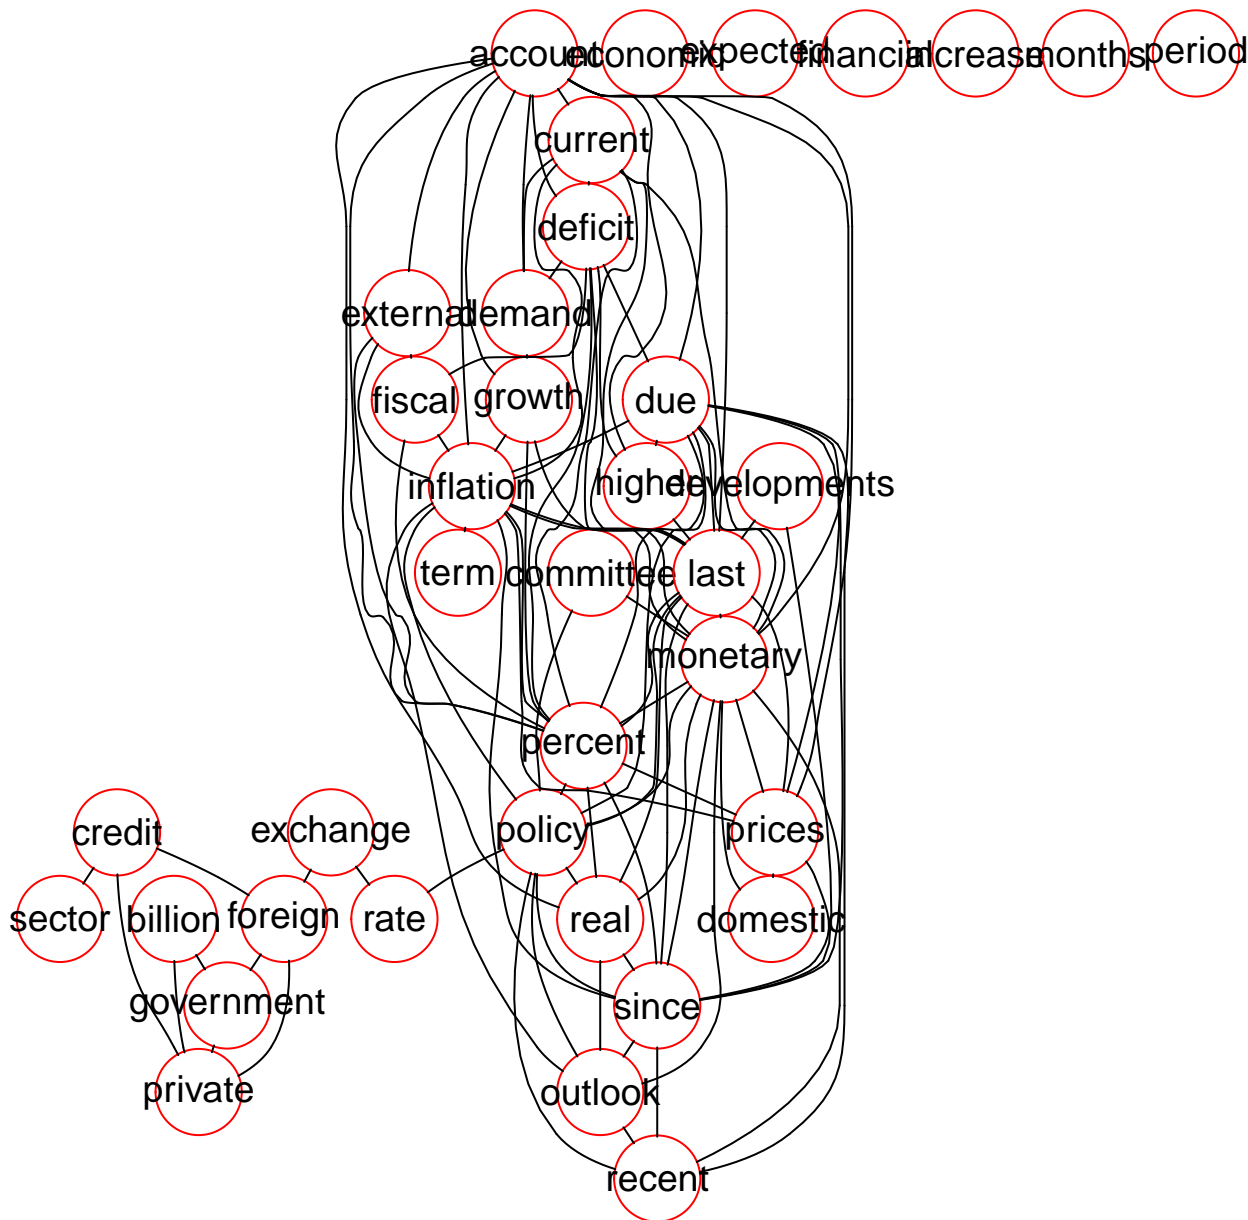 account economic expected financial increase months period
current
deficit
external demand
fiscal growth due
inflation higher developments
term committee last
monetary
percent
credit exchange policy prices
sector billion foreign rate real domestic
government since
private outlook
recent